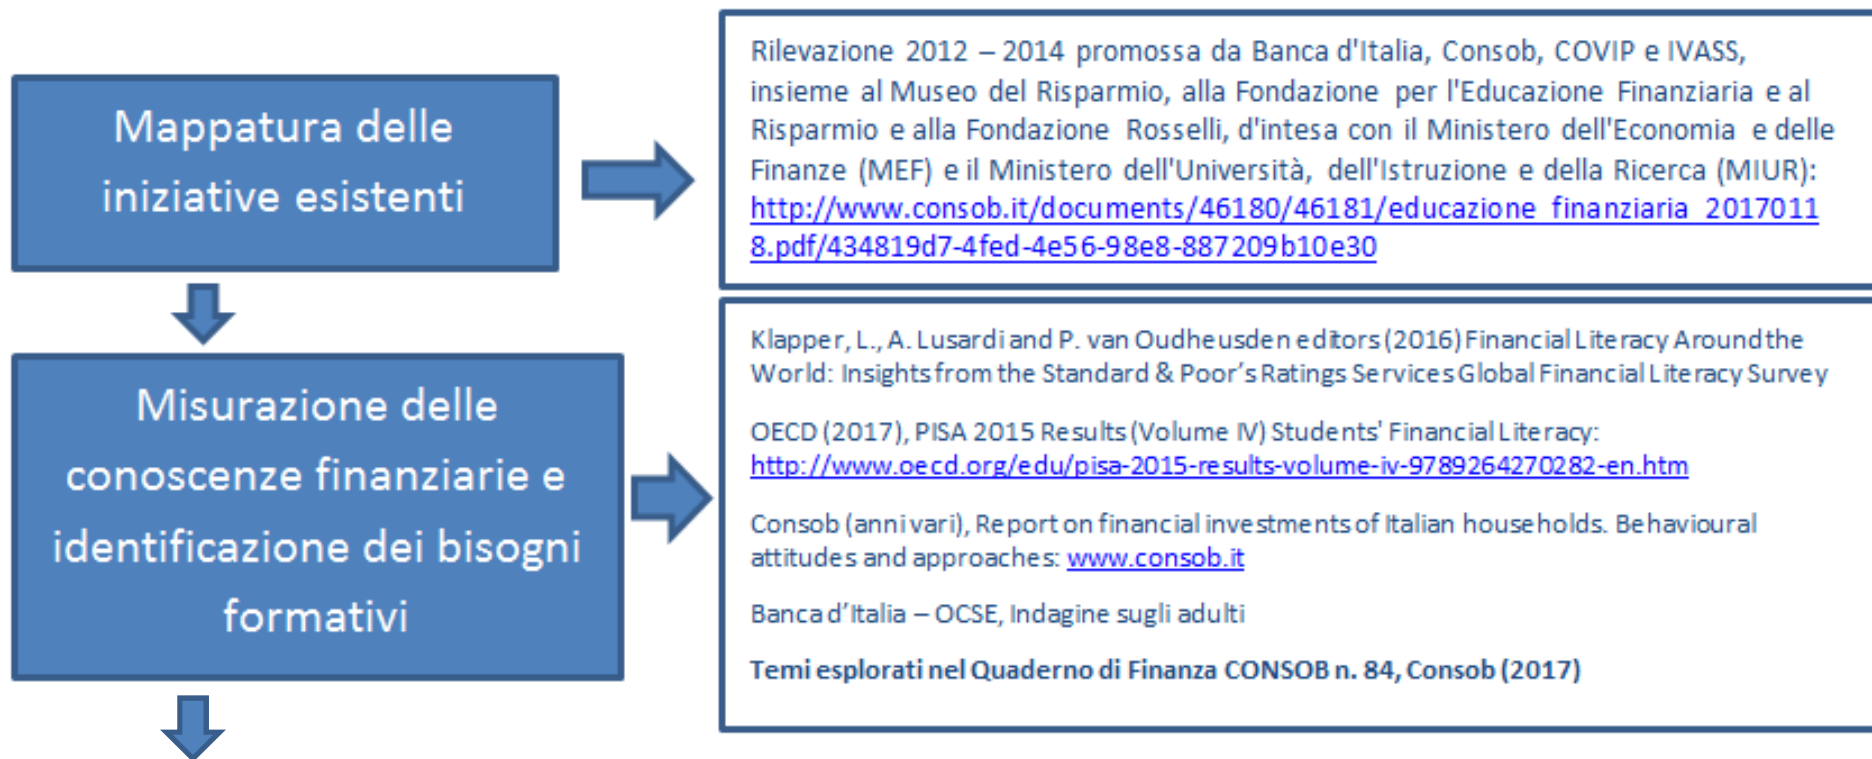 Mappatura delle
iniziative esistenti
Rilevazione 2012 – 2014 promossa da Banca d'Italia, Consob, COVIP e IVASS,
insieme al Museo del Risparmio, alla Fondazione per l'Educazione Finanziaria e al
Risparmio e alla Fondazione Rosselli, d'intesa con il Ministero dell'Economia e delle
Finanze (MEF) e il Ministero dell'Università, dell'Istruzione e della Ricerca (MIUR):
http://www.consob.it/documents/46180/46181/educazione_finanziaria_2017011
8.pdf/434819d7-4fed-4e56-98e8-887209b10e30
Misurazione delle
conoscenze finanziarie e
identificazione dei bisogni
formativi
Klapper, L., A. Lusardi and P. van Oudheusden editors (2016) Financial Literacy Around the
World: Insights from the Standard & Poor's Ratings Services Global Financial Literacy Survey
OECD (2017), PISA 2015 Results (Volume IV) Students' Financial Literacy:
http://www.oecd.org/edu/pisa-2015-results-volume-iv-9789264270282-en.htm
Consob (anni vari), Report on financial investments of Italian households. Behavioural
attitudes and approaches: www.consob.it
Banca d'Italia – OCSE, Indagine sugli adulti
Temi esplorati nel Quaderno di Finanza CONSOB n. 84, Consob (2017)